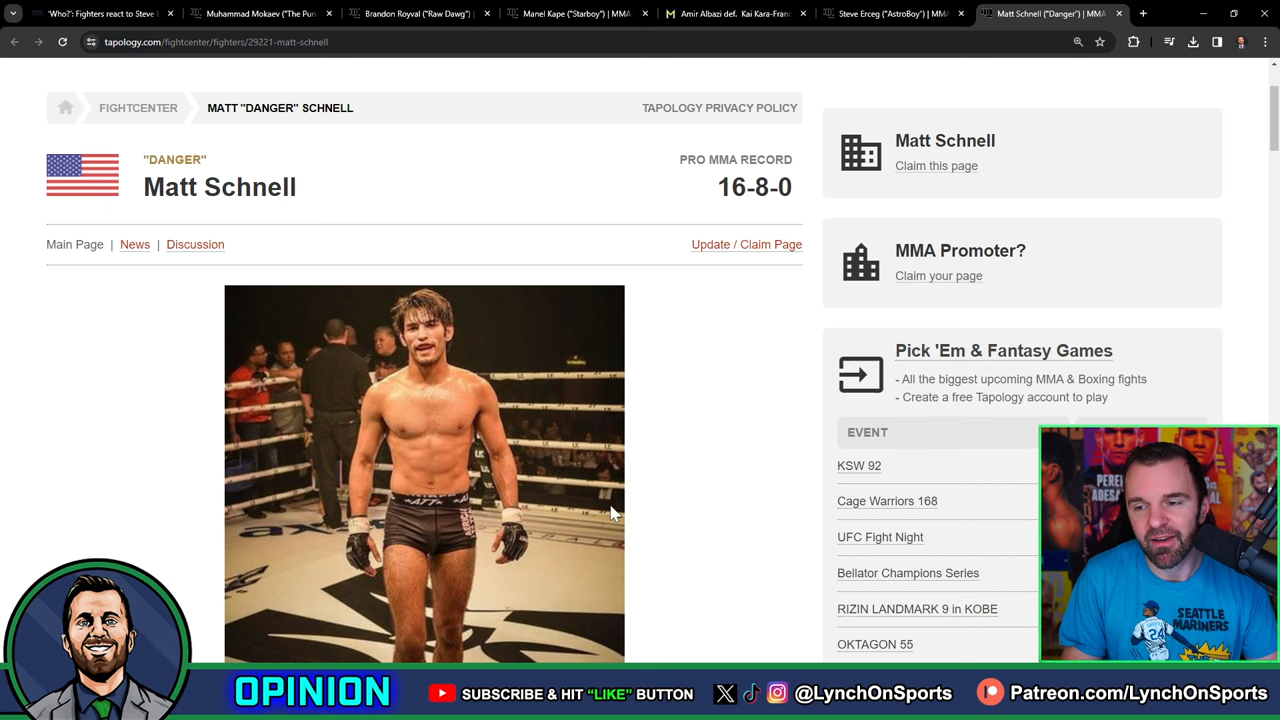 'Who?': Fighters react to Steve E
Muhammad Mokaev ("The Pun
Brandon Royval ("Raw Dawg") |
Manel Kape ("Starboy") | MMA
Amir Albazi def. Kai Kara-Franc
Steve Erceg ("AstroBoy") | MMA
Matt Schnell ("Danger") | MMA
tapology.com/fightcenter/fighters/29221-matt-schnell
FIGHTCENTER
MATT "DANGER" SCHNELL
TAPOLOGY PRIVACY POLICY
"DANGER"
Matt Schnell
PRO MMA RECORD
16-8-0
Main Page | News | Discussion
Update / Claim Page
Matt Schnell
Claim this page
MMA Promoter?
Claim your page
Pick 'Em & Fantasy Games
- All the biggest upcoming MMA & Boxing fights
- Create a free Tapology account to play
EVENT
KSW 92
Cage Warriors 168
UFC Fight Night
Bellator Champions Series
RIZIN LANDMARK 9 in KOBE
OKTAGON 55
SEATTLE
MARINERS
24
OPINION
SUBSCRIBE & HIT "LIKE" BUTTON
@LynchOnSports
Patreon.com/LynchOnSports